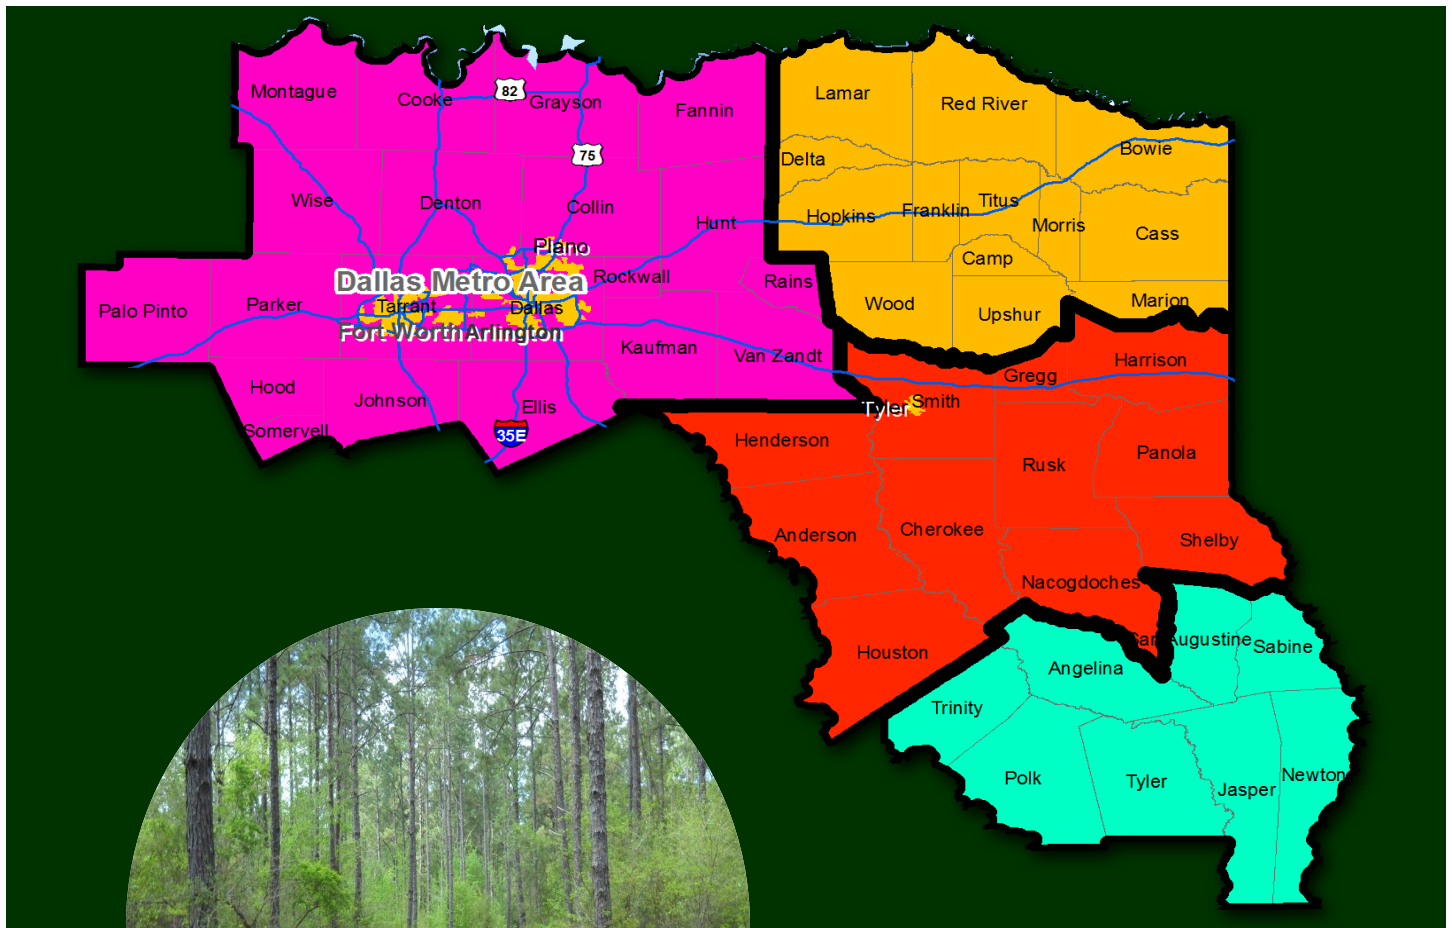 Montague
Cooke
82
Grayson
Fannin
Lamar
Red River
75
Delta
Bowie
Wise
Denton
Collin
Hunt
Hopkins
Franklin
Titus
Morris
Cass
Plano
Camp
Dallas Metro Area
Rockwall
Rains
Palo Pinto
Parker
Tarrant
Dallas
Wood
Upshur
Marion
Fort Worth
Arlington
Kaufman
Van Zandt
Harrison
Gregg
Hood
Johnson
Ellis
Tyler
Smith
Somervell
35E
Henderson
Rusk
Panola
Anderson
Cherokee
Shelby
Nacogdoches
San Augustine
Sabine
Houston
Angelina
Trinity
Polk
Tyler
Jasper
Newton